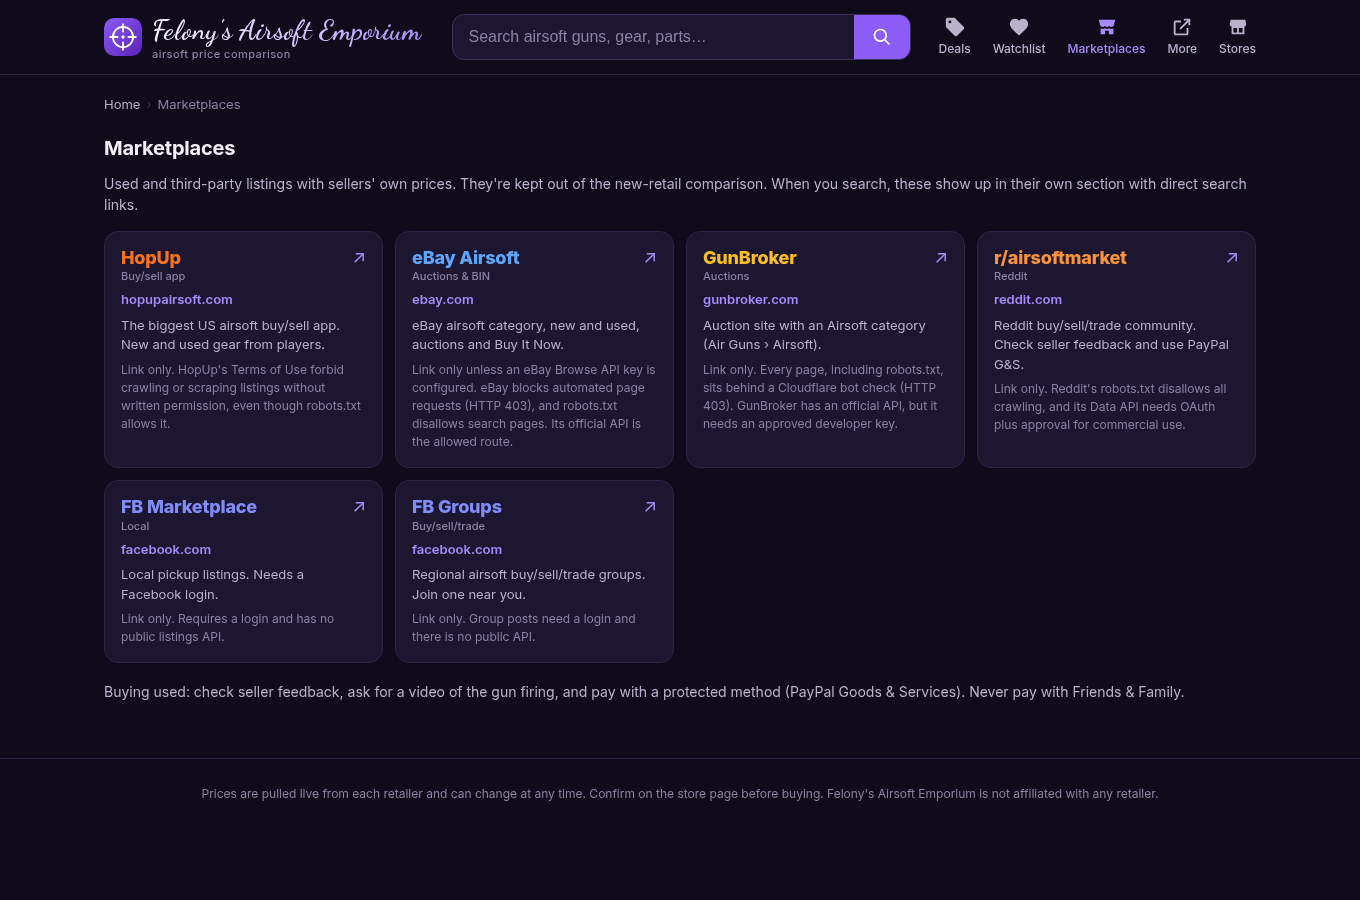 Felony's Airsoft Emporium
airsoft price comparison
Search airsoft guns, gear, parts…
Deals
Watchlist
Marketplaces
More
Stores
Home › Marketplaces
Marketplaces
Used and third-party listings with sellers' own prices. They're kept out of the new-retail comparison. When you search, these show up in their own section with direct search
links.
HopUp
Buy/sell app
hopupairsoft.com
The biggest US airsoft buy/sell app.
New and used gear from players.
Link only. HopUp's Terms of Use forbid
crawling or scraping listings without
written permission, even though robots.txt
allows it.
eBay Airsoft
Auctions & BIN
ebay.com
eBay airsoft category, new and used,
auctions and Buy It Now.
Link only unless an eBay Browse API key is
configured. eBay blocks automated page
requests (HTTP 403), and robots.txt
disallows search pages. Its official API is
the allowed route.
GunBroker
Auctions
gunbroker.com
Auction site with an Airsoft category
(Air Guns › Airsoft).
Link only. Every page, including robots.txt,
sits behind a Cloudflare bot check (HTTP
403). GunBroker has an official API, but it
needs an approved developer key.
r/airsoftmarket
Reddit
reddit.com
Reddit buy/sell/trade community.
Check seller feedback and use PayPal
G&S.
Link only. Reddit's robots.txt disallows all
crawling, and its Data API needs OAuth
plus approval for commercial use.
FB Marketplace
Local
facebook.com
Local pickup listings. Needs a
Facebook login.
Link only. Requires a login and has no
public listings API.
FB Groups
Buy/sell/trade
facebook.com
Regional airsoft buy/sell/trade groups.
Join one near you.
Link only. Group posts need a login and
there is no public API.
Buying used: check seller feedback, ask for a video of the gun firing, and pay with a protected method (PayPal Goods & Services). Never pay with Friends & Family.
Prices are pulled live from each retailer and can change at any time. Confirm on the store page before buying. Felony's Airsoft Emporium is not affiliated with any retailer.